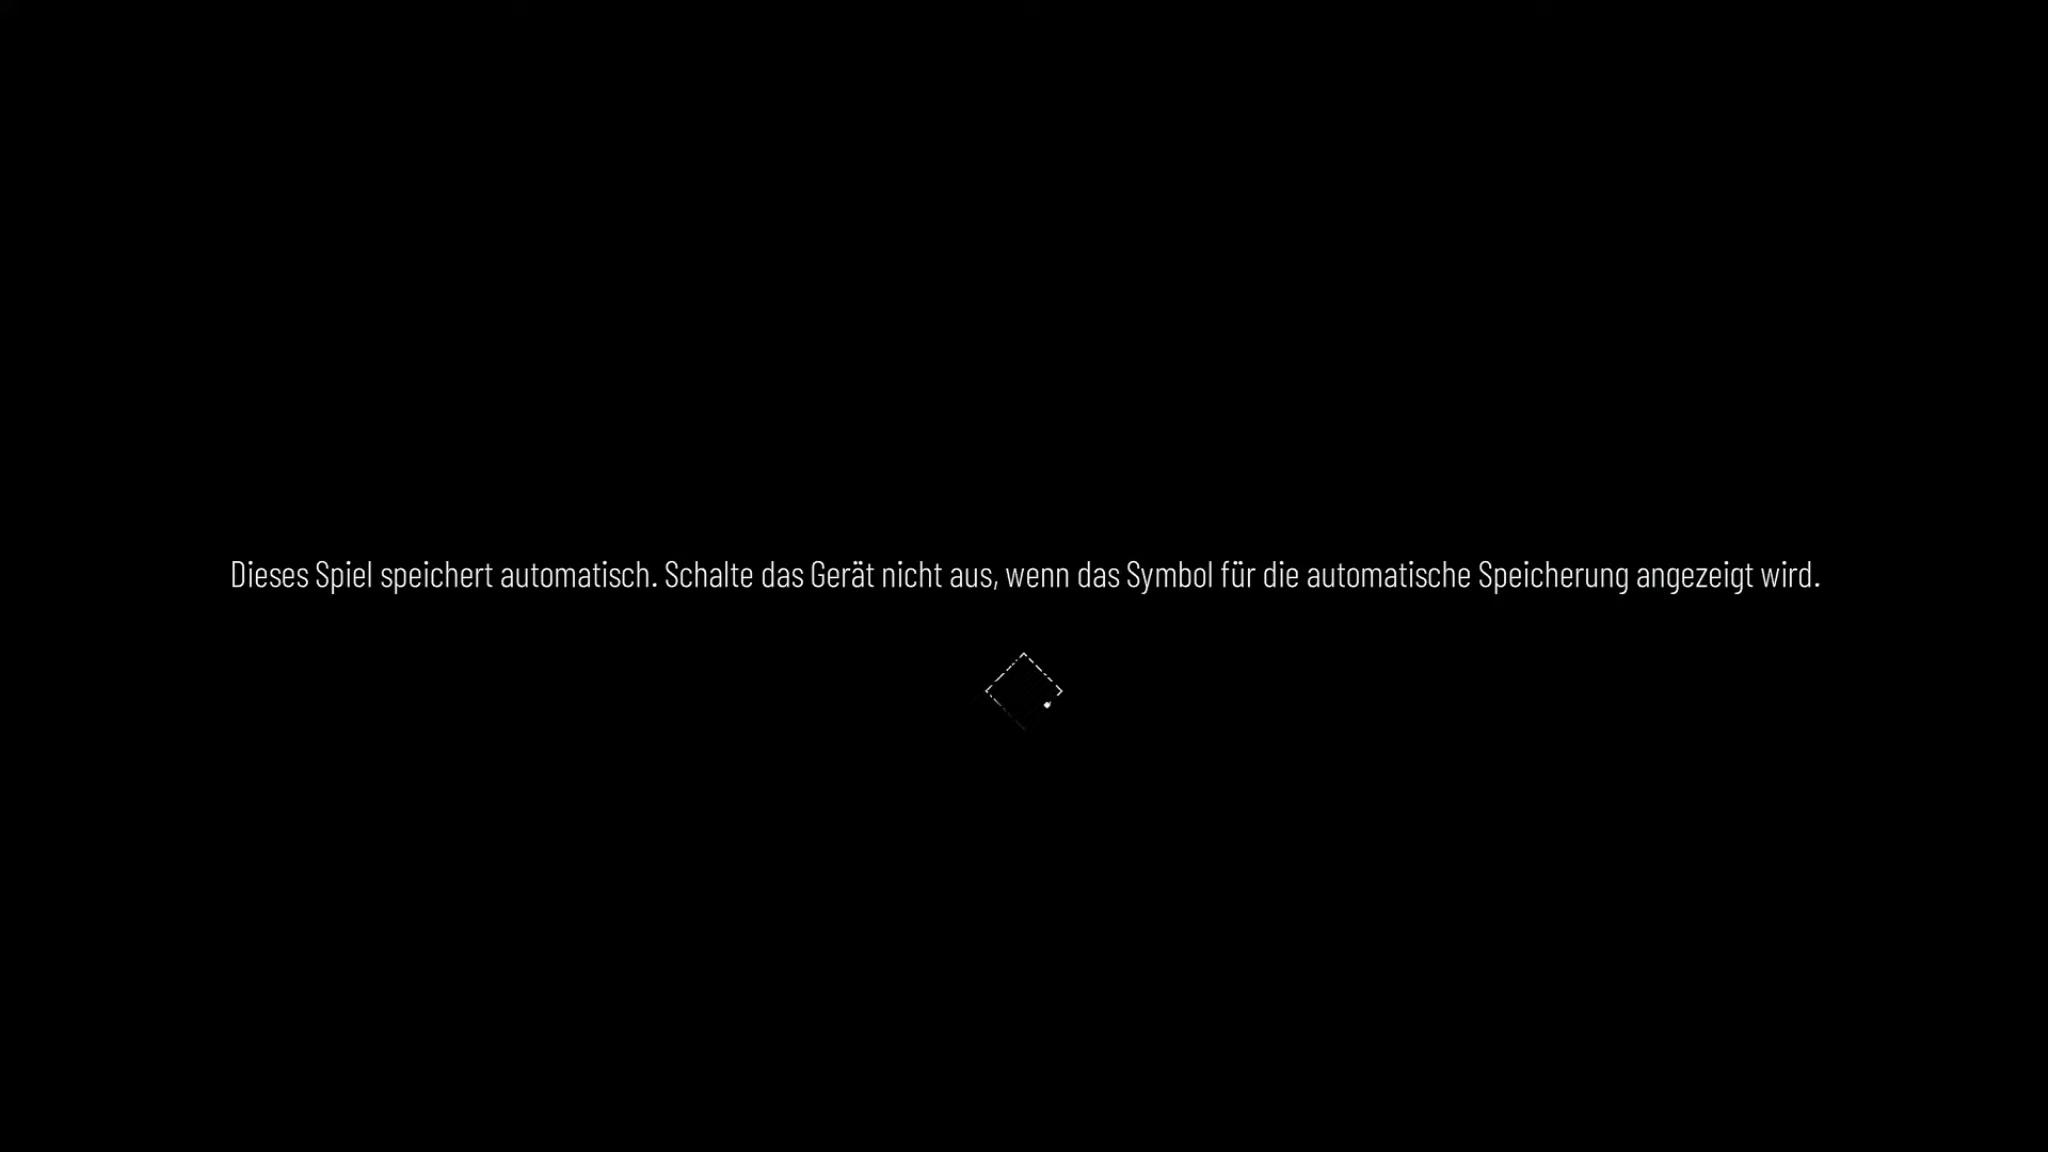 Dieses Spiel speichert automatisch. Schalte das Gerät nicht aus, wenn das Symbol für die automatische Speicherung angezeigt wird.